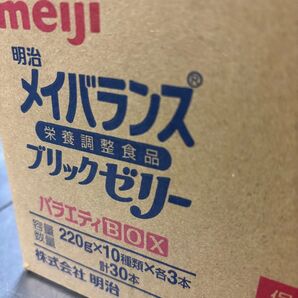 meiji
明治
メイバランス®
栄養調整食品
ブリックゼリー
バラエティBOX
容量 220g×10種類×各3本
数量 計30本
株式会社 明治